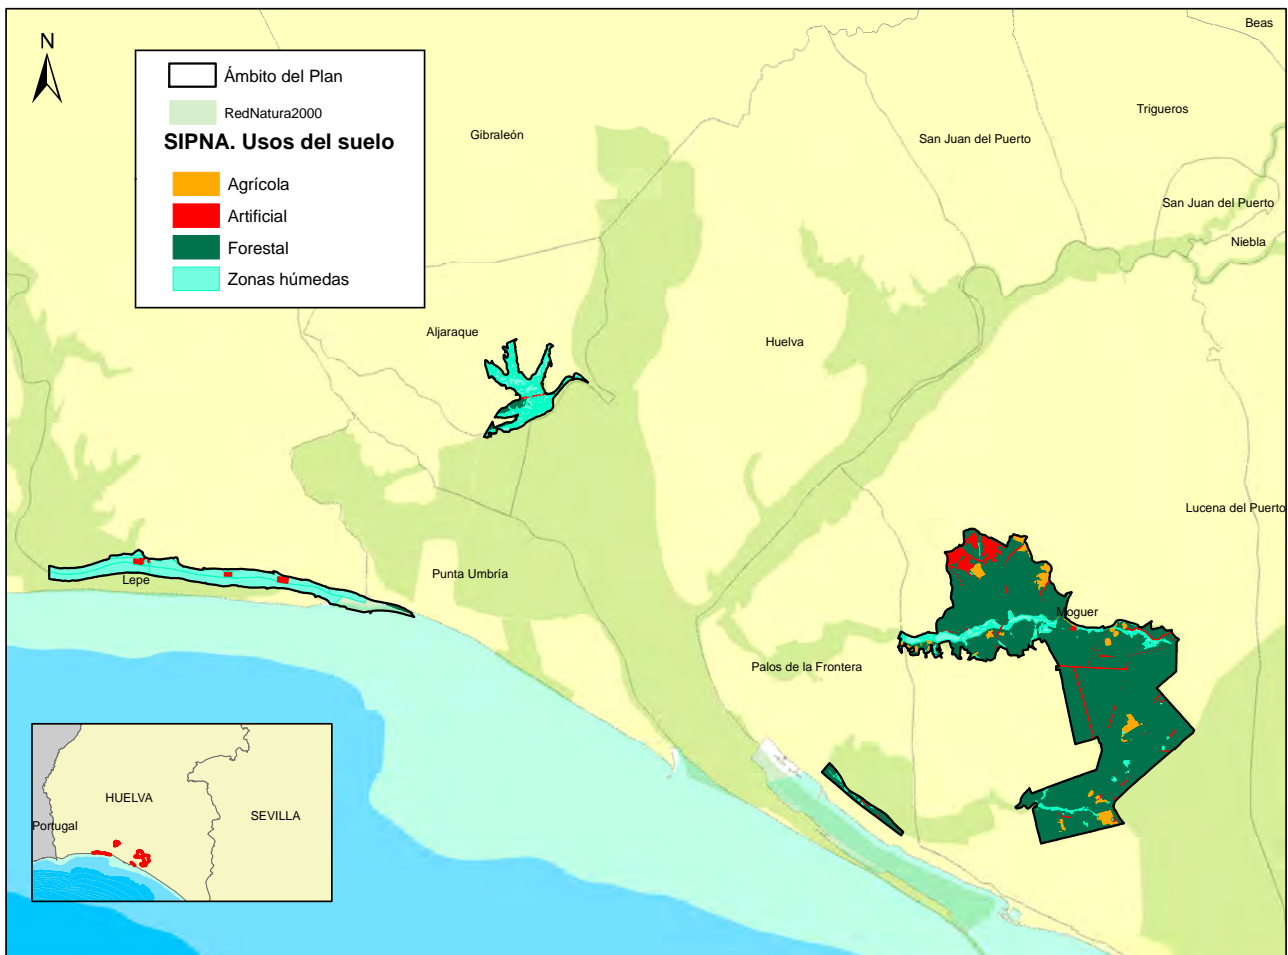 Beas
N
Ámbito del Plan
RedNatura2000
SIPNA. Usos del suelo
Agrícola
Artificial
Forestal
Zonas húmedas
Gibraleón
San Juan del Puerto
Trigueros
San Juan del Puerto
Niebla
Aljaraque
Huelva
Lucena del Puerto
Lepe
Punta Umbría
Moguer
Palos de la Frontera
HUELVA
SEVILLA
Portugal